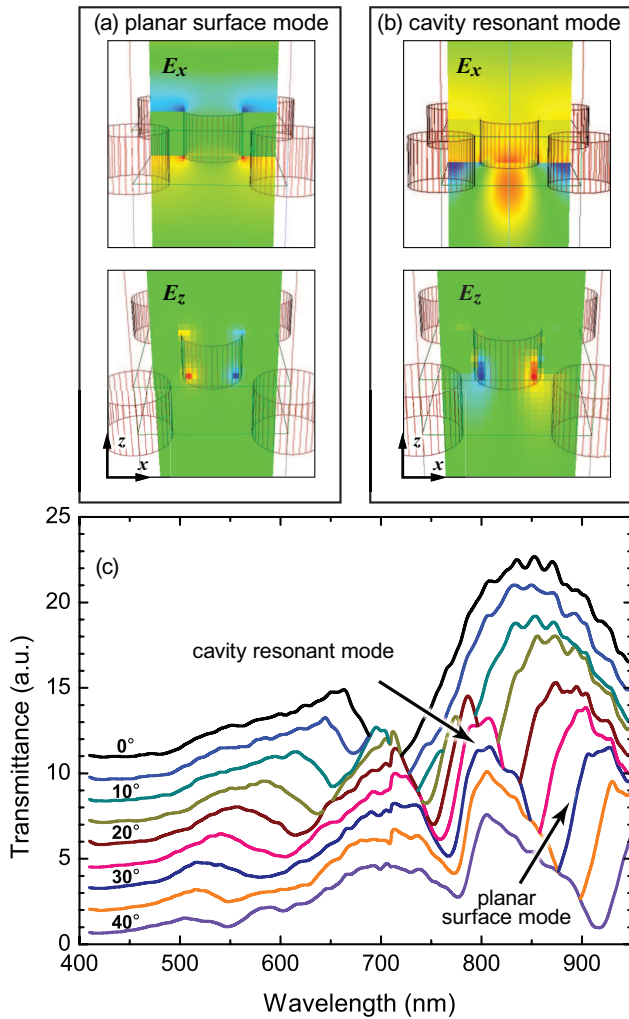 (a) planar surface mode
(b) cavity resonant mode
Ex
Ex
Ez
Ez
z
x
z
x
(c)
25
20
15
10
5
0
Transmittance (a.u.)
cavity resonant mode
0°
10°
20°
30°
40°
planar
surface mode
400 500 600 700 800 900
Wavelength (nm)